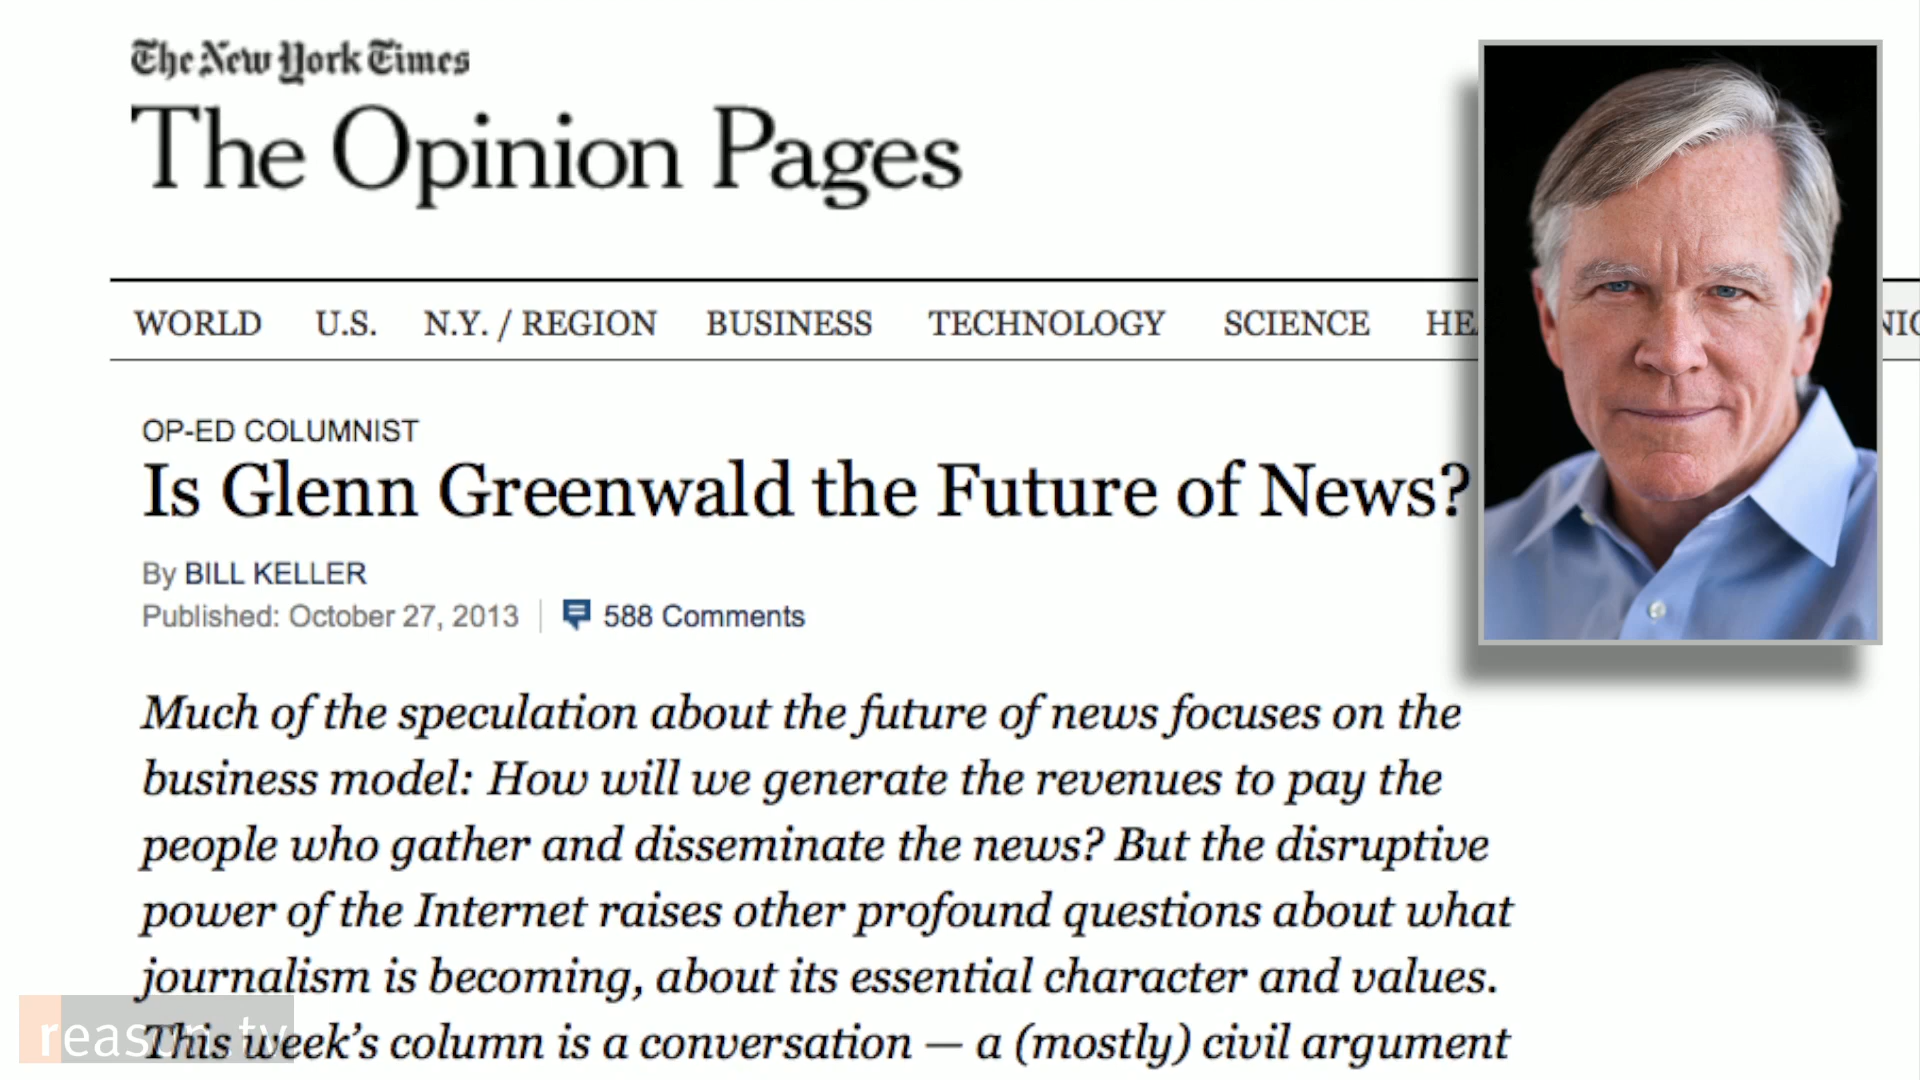 The New York Times
The Opinion Pages
WORLD U.S. N.Y. / REGION BUSINESS TECHNOLOGY SCIENCE
OP-ED COLUMNIST
Is Glenn Greenwald the Future of News?
By BILL KELLER
Published: October 27, 2013 588 Comments
Much of the speculation about the future of news focuses on the
business model: How will we generate the revenues to pay the
people who gather and disseminate the news? But the disruptive
power of the Internet raises other profound questions about what
journalism is becoming, about its essential character and values.
This week’s column is a conversation — a (mostly) civil argument
reason.tv